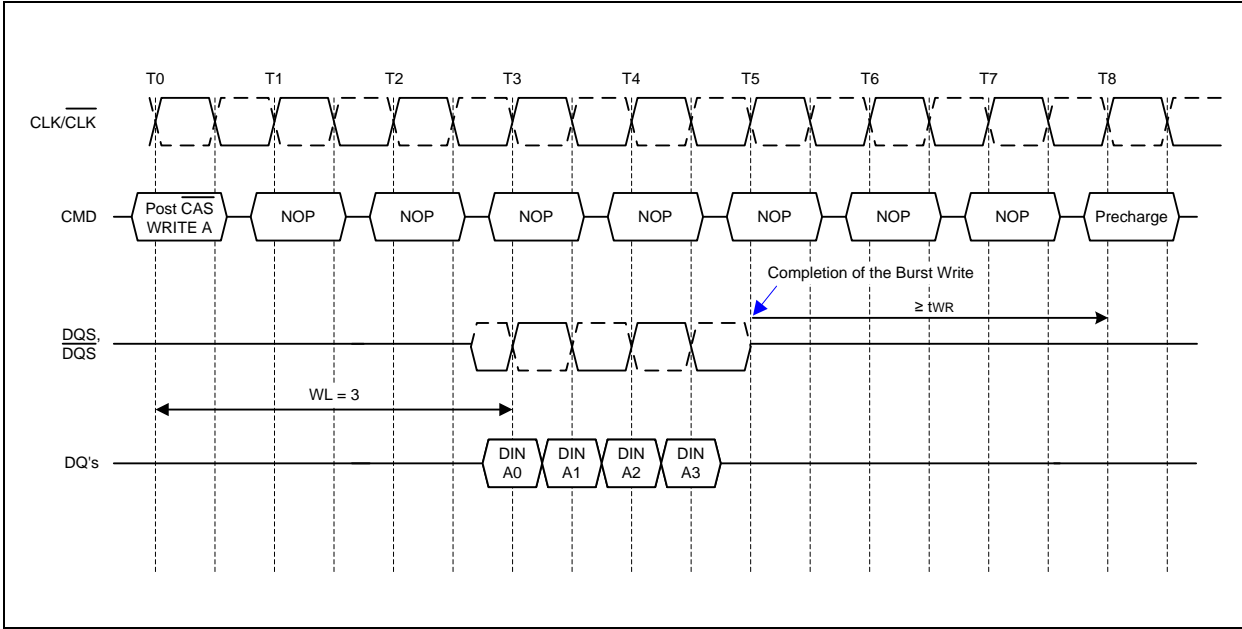 T0 T1 T2 T3 T4 T5 T6 T7 T8
CLK/CLK
CMD
Post CAS
WRITE A
NOP NOP NOP NOP NOP NOP NOP Precharge
Completion of the Burst Write
≥ tWR
DQS,
DQS
WL = 3
DQ's
DIN DIN DIN DIN
A0 A1 A2 A3